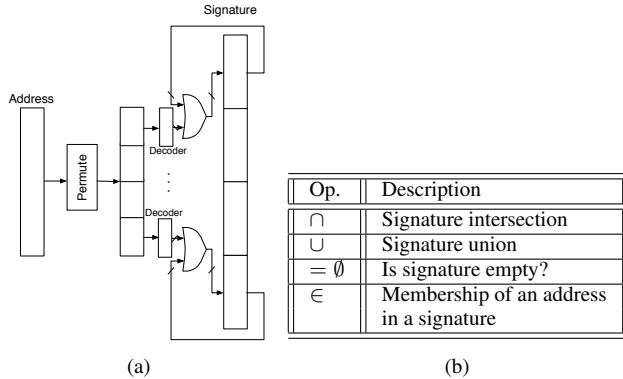 Signature
Address
Permute
Decoder
. . .
Decoder
(a)
Op. Description
∩ Signature intersection
∪ Signature union
= ∅ Is signature empty?
∈ Membership of an address
in a signature
(b)